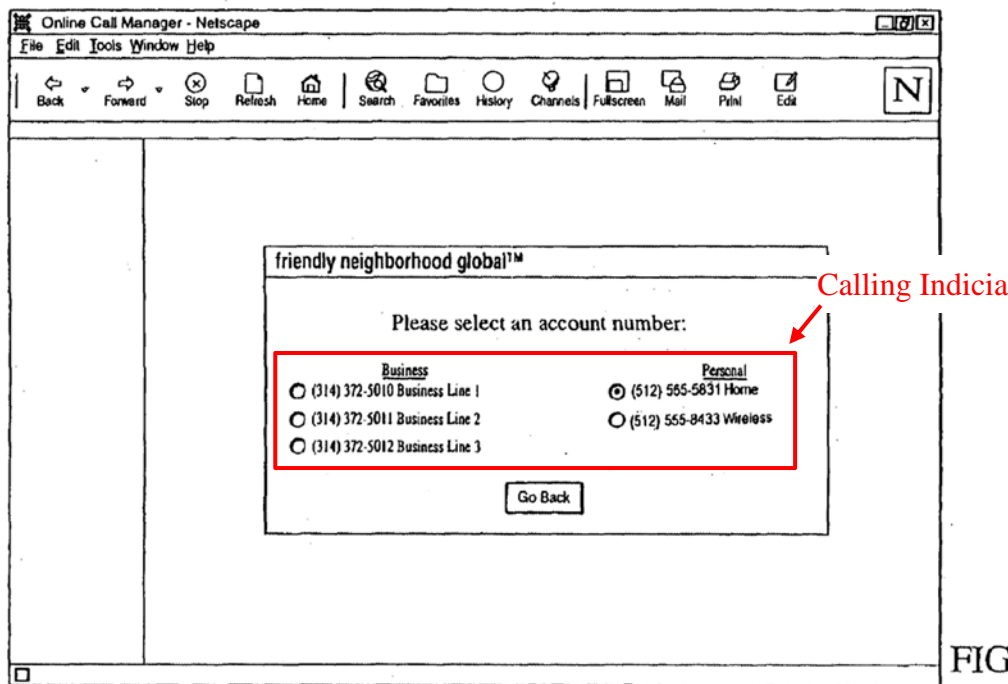 Online Call Manager - Netscape
File Edit Tools Window Help
Back Forward Stop Refresh Home Search Favorites History Channels Fullscreen Mail Print Edit N
friendly neighborhood global™
Calling Indicia
Please select an account number:
Business Personal
(314) 372-5010 Business Line 1 (512) 555-5831 Home
(314) 372-5011 Business Line 2 (512) 555-8433 Wireless
(314) 372-5012 Business Line 3
Go Back
FIG